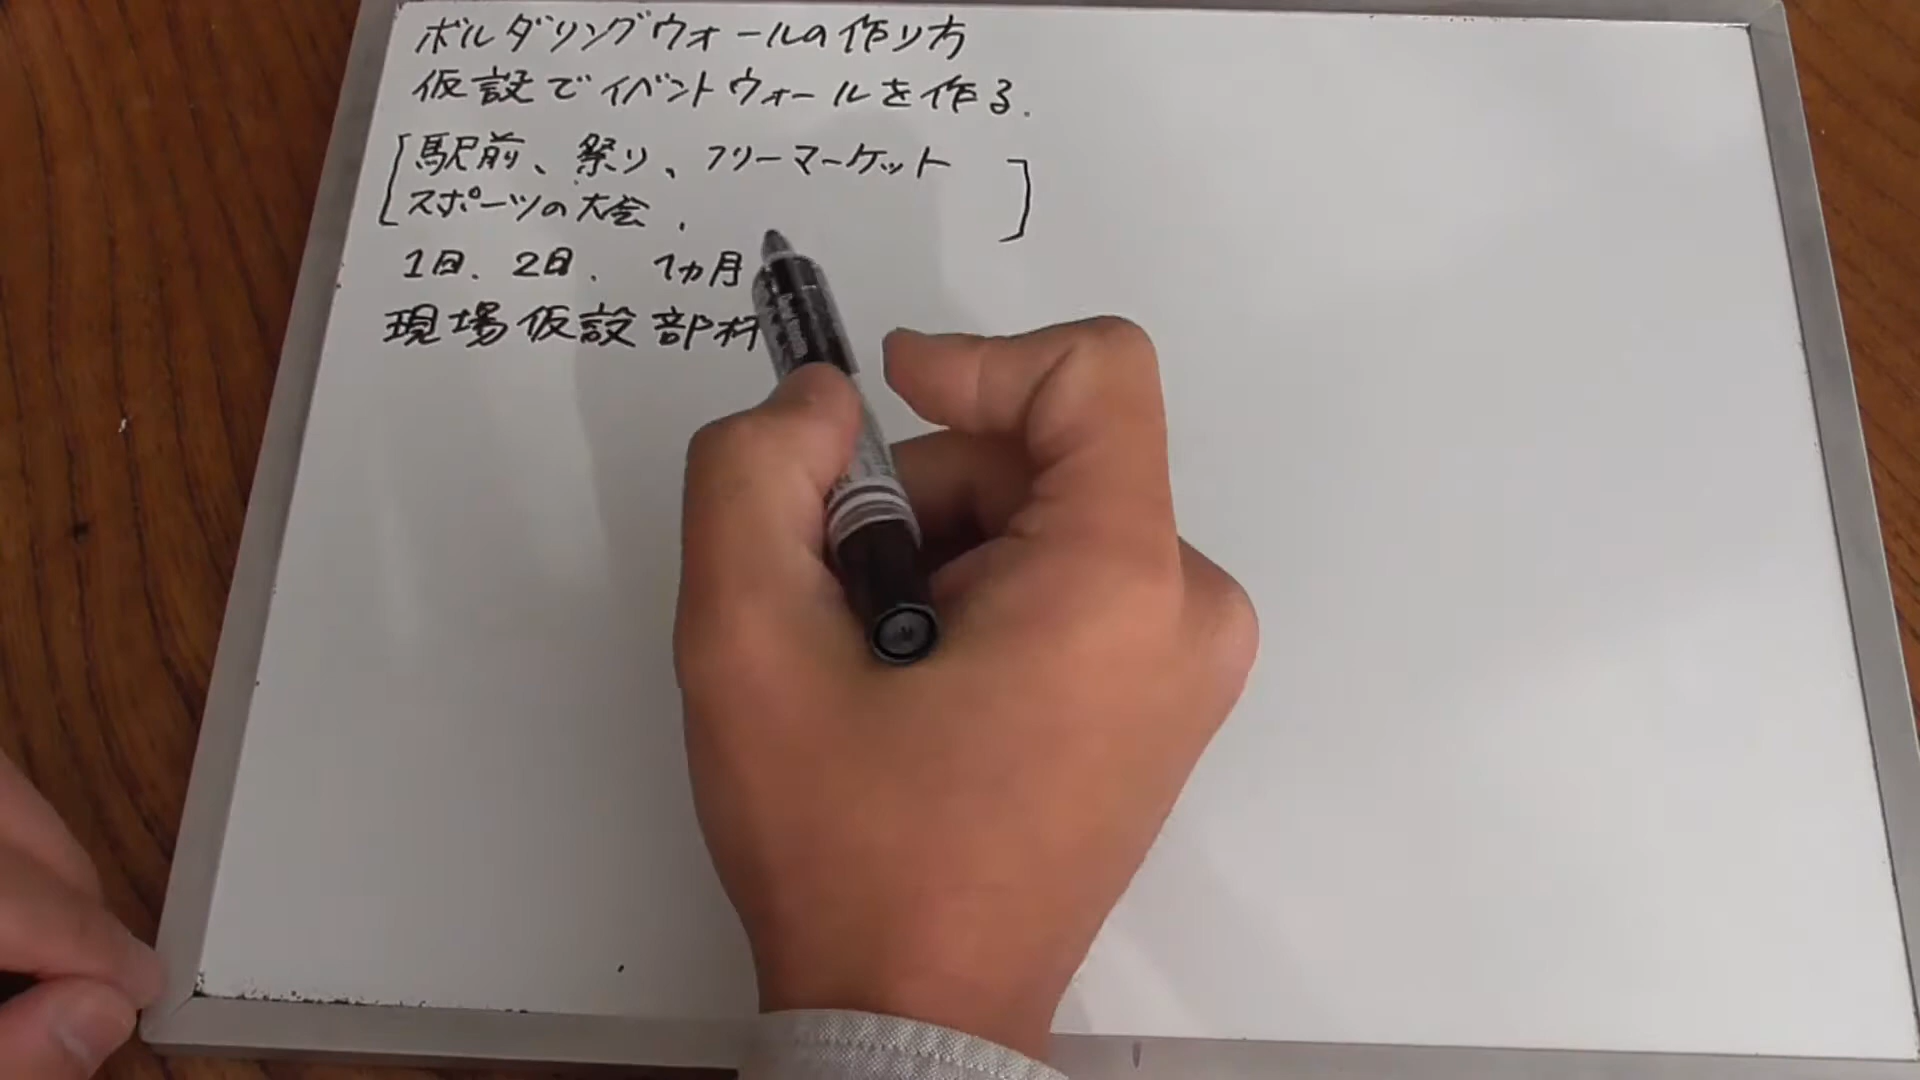 ボルダリングウォールの作り方
仮設でイベントウォールを作る.
[駅前、祭り、フリーマーケット
スポーツの大会. ]
1日. 2日. 1カ月
現場仮設部材